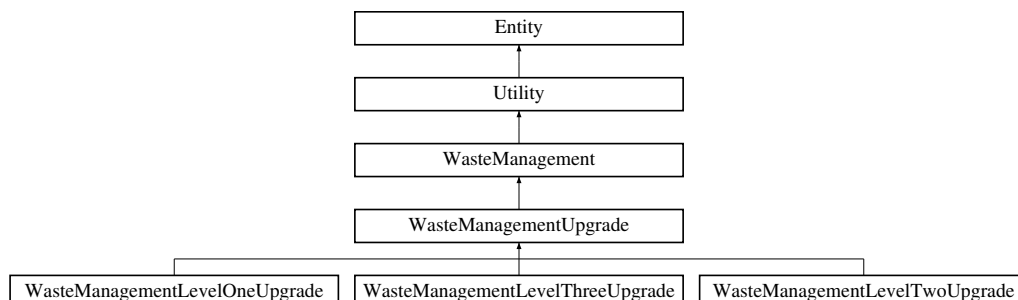 Entity
Utility
WasteManagement
WasteManagementUpgrade
WasteManagementLevelOneUpgrade
WasteManagementLevelThreeUpgrade
WasteManagementLevelTwoUpgrade